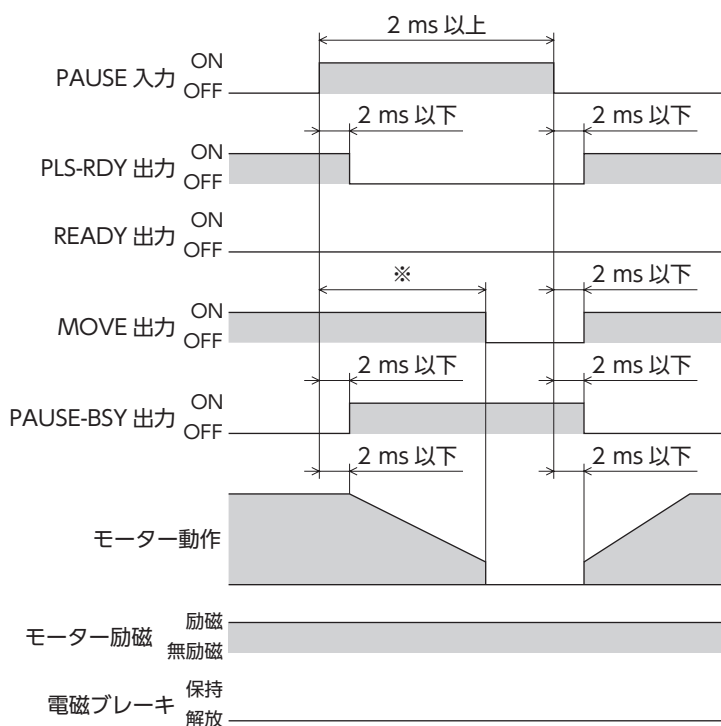 2 ms 以上
PAUSE 入力 ON
OFF
2 ms 以下 2 ms 以下
PLS-RDY 出力 ON
OFF
READY 出力 ON
OFF
※ 2 ms 以下
MOVE 出力 ON
OFF
2 ms 以下 2 ms 以下
PAUSE-BSY 出力 ON
OFF
2 ms 以下 2 ms 以下
モーター動作
モーター励磁 励磁
無励磁
電磁ブレーキ 保持
解放